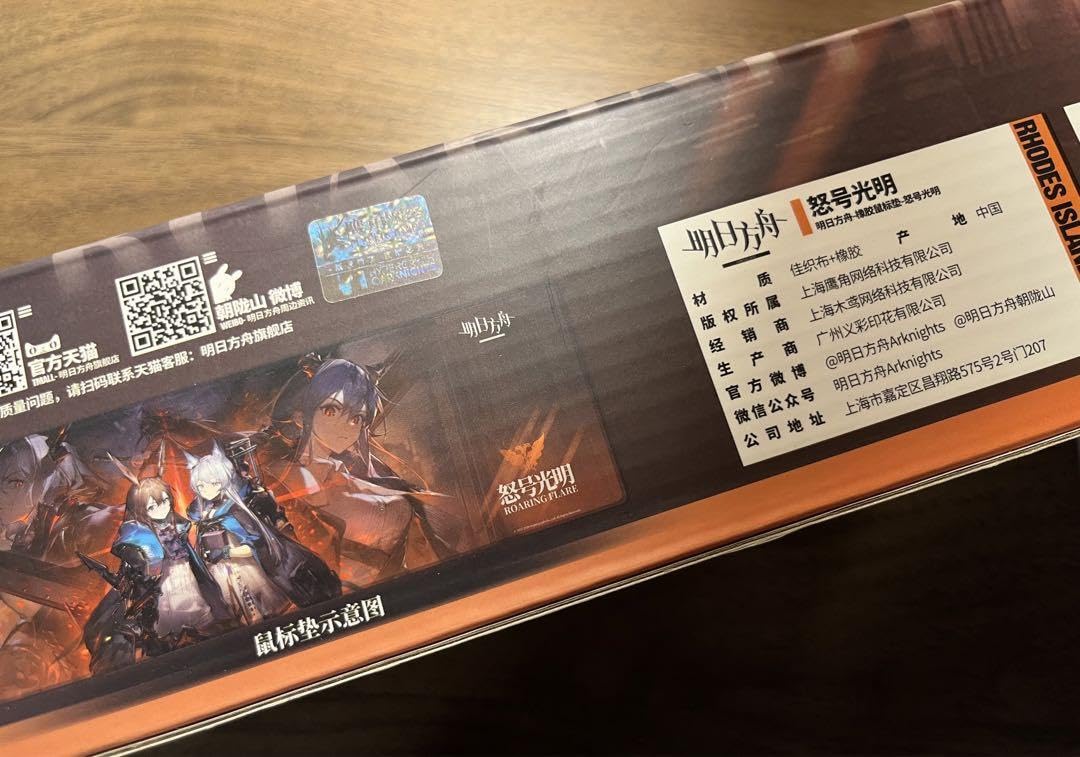 官方天猫
TMALL- 明日方舟旗舰店
朝陇山 微博
WEIBO- 明日方舟周边资讯
质量问题，请扫码联系天猫客服：明日方舟旗舰店
明日方舟
怒号光明
ROARING FLARE
鼠标垫示意图
明日方舟
怒号光明
明日方舟-橡胶鼠标垫-怒号光明
材质 佳织布+橡胶 产地 中国
版权所属 上海鹰角网络科技有限公司
经销商 上海木鸢网络科技有限公司
生产商 广州义彩印花有限公司
官方微博 @明日方舟Arknights @明日方舟朝陇山
微信公众号 明日方舟Arknights
公司地址 上海市嘉定区昌翔路575号2号门207
RHODES ISLAN